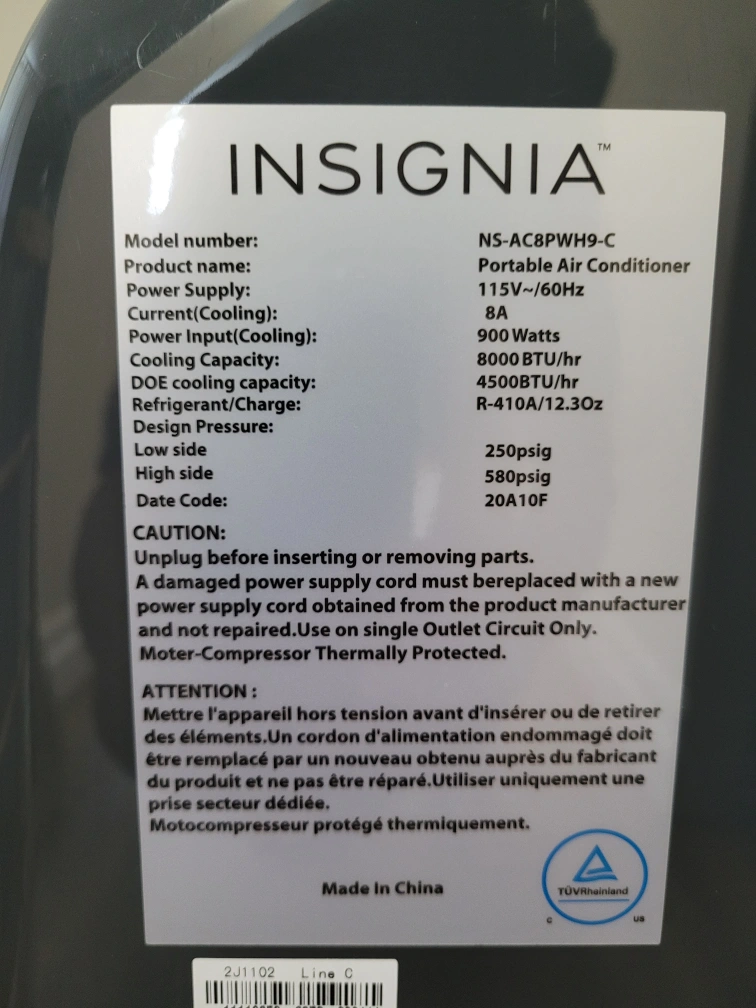 INSIGNIA™
Model number: NS-AC8PWH9-C
Product name: Portable Air Conditioner
Power Supply: 115V~/60Hz
Current(Cooling): 8A
Power Input(Cooling): 900 Watts
Cooling Capacity: 8000 BTU/hr
DOE cooling capacity: 4500BTU/hr
Refrigerant/Charge: R-410A/12.3Oz
Design Pressure:
Low side 250psig
High side 580psig
Date Code: 20A10F
CAUTION:
Unplug before inserting or removing parts.
A damaged power supply cord must bereplaced with a new
power supply cord obtained from the product manufacturer
and not repaired.Use on single Outlet Circuit Only.
Moter-Compressor Thermally Protected.
ATTENTION :
Mettre l'appareil hors tension avant d'insérer ou de retirer
des éléments.Un cordon d'alimentation endommagé doit
être remplacé par un nouveau obtenu auprès du fabricant
du produit et ne pas être réparé.Utiliser uniquement une
prise secteur dédiée.
Motocompresseur protégé thermiquement.
Made In China
TÜVRheinland
C US
2J1102 Line C